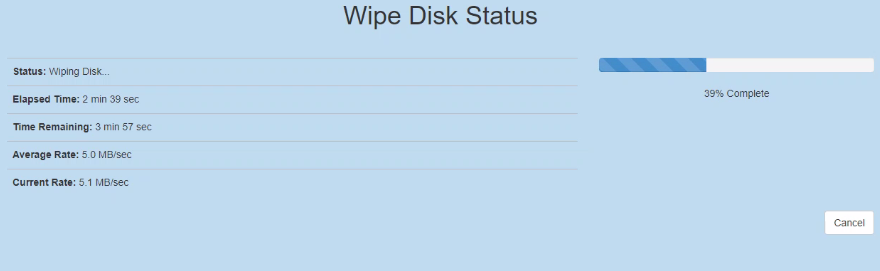 Wipe Disk Status
Status: Wiping Disk...
39% Complete
Elapsed Time: 2 min 39 sec
Time Remaining: 3 min 57 sec
Average Rate: 5.0 MB/sec
Current Rate: 5.1 MB/sec
Cancel